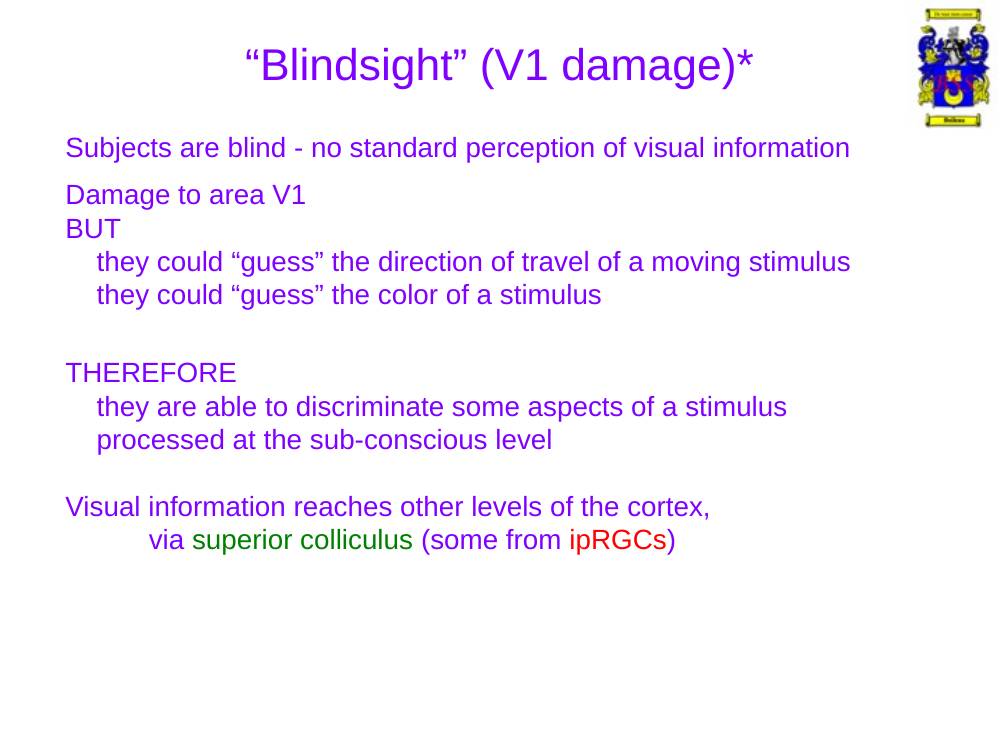 “Blindsight” (V1 damage)*
Subjects are blind - no standard perception of visual information
Damage to area V1
BUT
they could “guess” the direction of travel of a moving stimulus
they could “guess” the color of a stimulus
THEREFORE
they are able to discriminate some aspects of a stimulus
processed at the sub-conscious level
Visual information reaches other levels of the cortex,
via superior colliculus (some from ipRGCs)